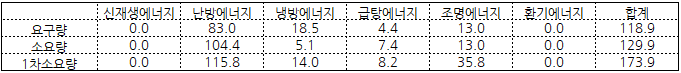 신재생에너지 난방에너지 냉방에너지 급탕에너지 조명에너지 환기에너지 합계
요구량 0.0 83.0 18.5 4.4 13.0 0.0 118.9
소요량 0.0 104.4 5.1 7.4 13.0 0.0 129.9
1차소요량 0.0 115.8 14.0 8.2 35.8 0.0 173.9